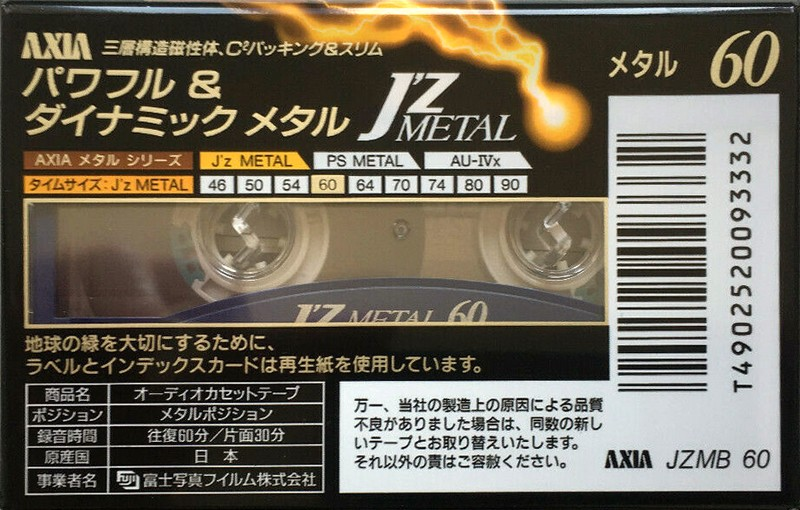 AXIA 三層構造磁性体、C²パッキング&スリム
パワフル &
ダイナミック メタル
J'Z METAL
メタル 60
AXIA メタル シリーズ J'z METAL PS METAL AU-IVx
タイムサイズ:J'z METAL 46 50 54 60 64 70 74 80 90
J'Z METAL 60
地球の緑を大切にするために、
ラベルとインデックスカードは再生紙を使用しています。
商品名 オーディオカセットテープ
ポジション メタルポジション
録音時間 往復60分/片面30分
原産国 日本
事業者名 FUJI 富士写真フイルム株式会社
万一、当社の製造上の原因による品質
不良がありました場合は、同数の新し
いテープとお取り替えいたします。
それ以外の責はご容赦ください。
T4902520093332
AXIA JZMB 60